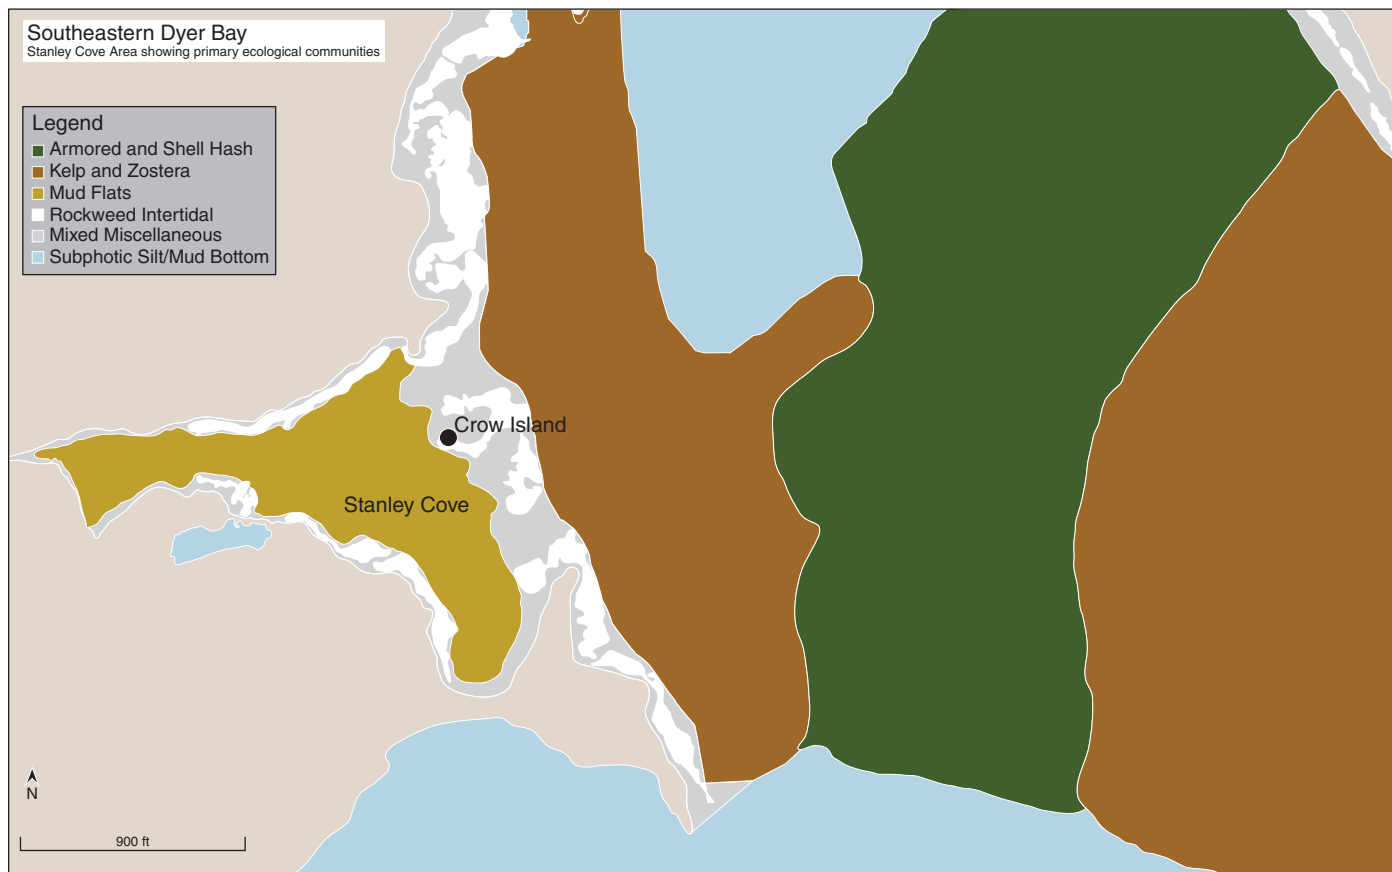 Southeastern Dyer Bay
Stanley Cove Area showing primary ecological communities
Legend
Armored and Shell Hash
Kelp and Zostera
Mud Flats
Rockweed Intertidal
Mixed Miscellaneous
Subphotic Silt/Mud Bottom
Crow Island
Stanley Cove
N
900 ft